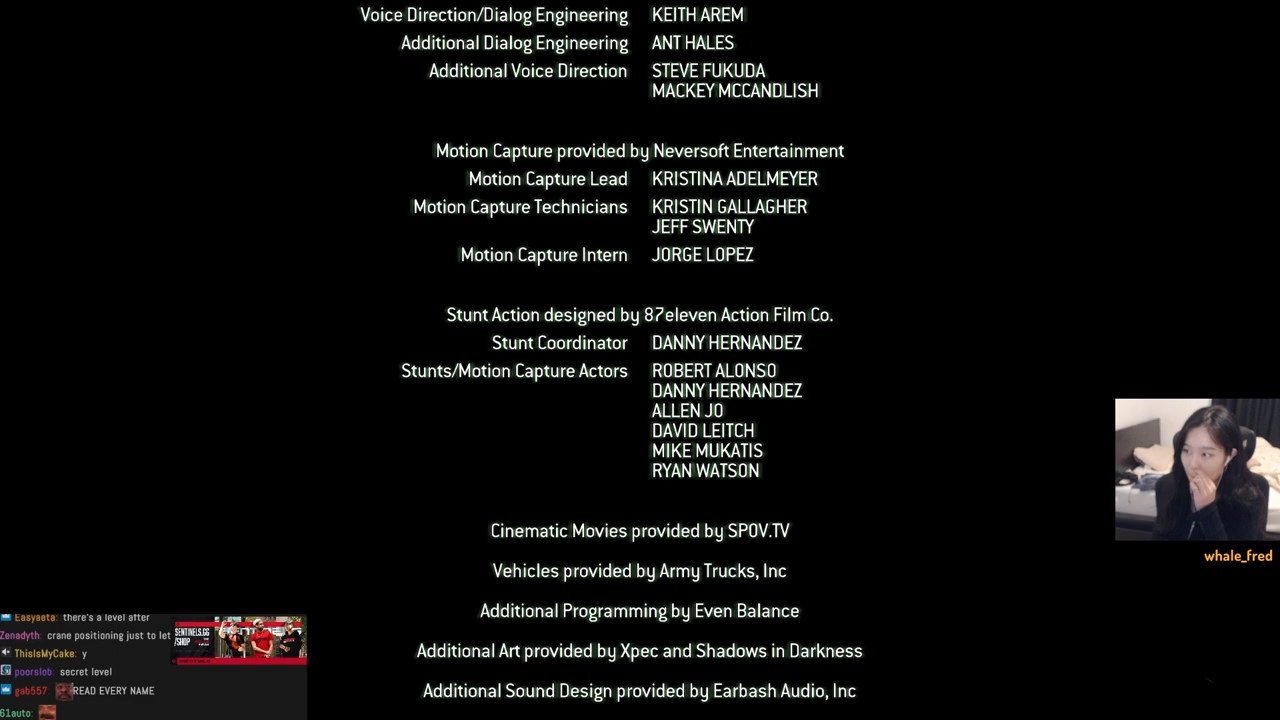 Voice Direction/Dialog Engineering KEITH AREM
Additional Dialog Engineering ANT HALES
Additional Voice Direction STEVE FUKUDA
MACKEY MCCANDLISH
Motion Capture provided by Neversoft Entertainment
Motion Capture Lead KRISTINA ADELMEYER
Motion Capture Technicians KRISTIN GALLAGHER
JEFF SWENTY
Motion Capture Intern JORGE LOPEZ
Stunt Action designed by 87eleven Action Film Co.
Stunt Coordinator DANNY HERNANDEZ
Stunts/Motion Capture Actors ROBERT ALONSO
DANNY HERNANDEZ
ALLEN JO
DAVID LEITCH
MIKE MUKATIS
RYAN WATSON
Cinematic Movies provided by SPOV.TV
Vehicles provided by Army Trucks, Inc
Additional Programming by Even Balance
Additional Art provided by Xpec and Shadows in Darkness
Additional Sound Design provided by Earbash Audio, Inc
whale_fred
Easyaota: there's a level after
Zenadyth: crane positioning just to let
ThisIsMyCake: y
poorslob: secret level
gab557: READ EVERY NAME
61auto:
SENTINELS.GG
/SHOP